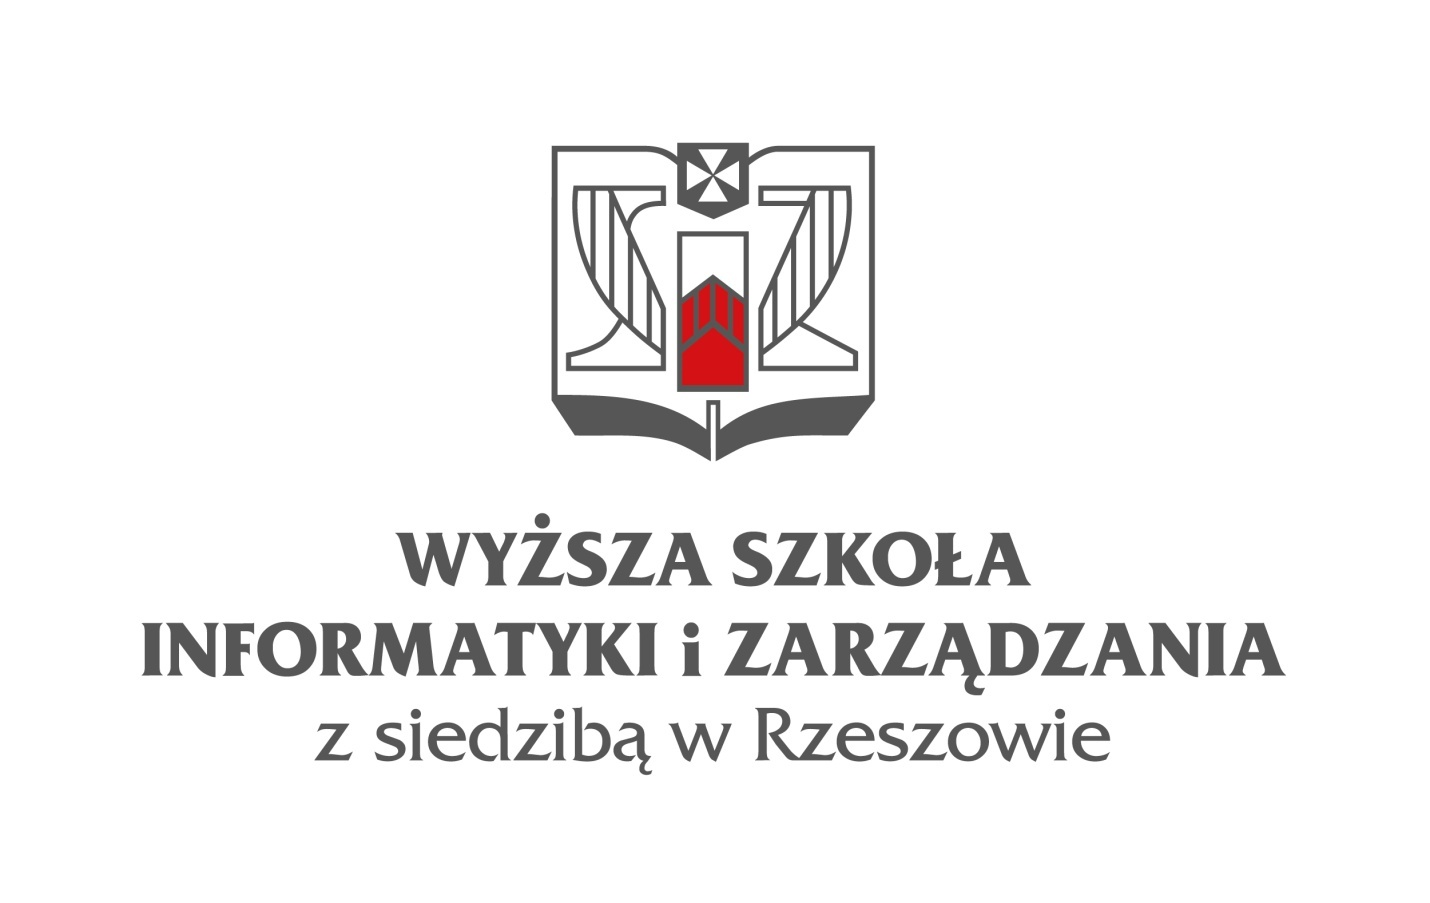 WYŻSZA SZKOŁA
INFORMATYKI i ZARZĄDZANIA
z siedzibą w Rzeszowie